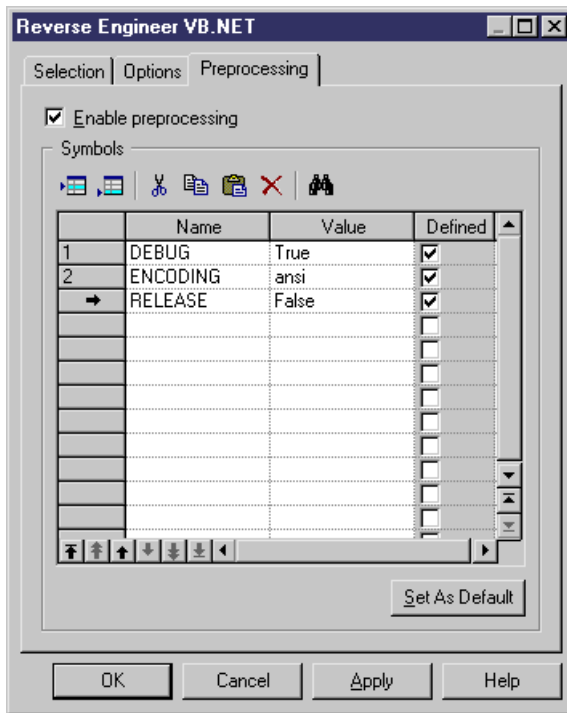 Reverse Engineer VB.NET
Selection Options Preprocessing
Enable preprocessing
Symbols
Name Value Defined
1 DEBUG True
2 ENCODING ansi
RELEASE False
Set As Default
OK Cancel Apply Help